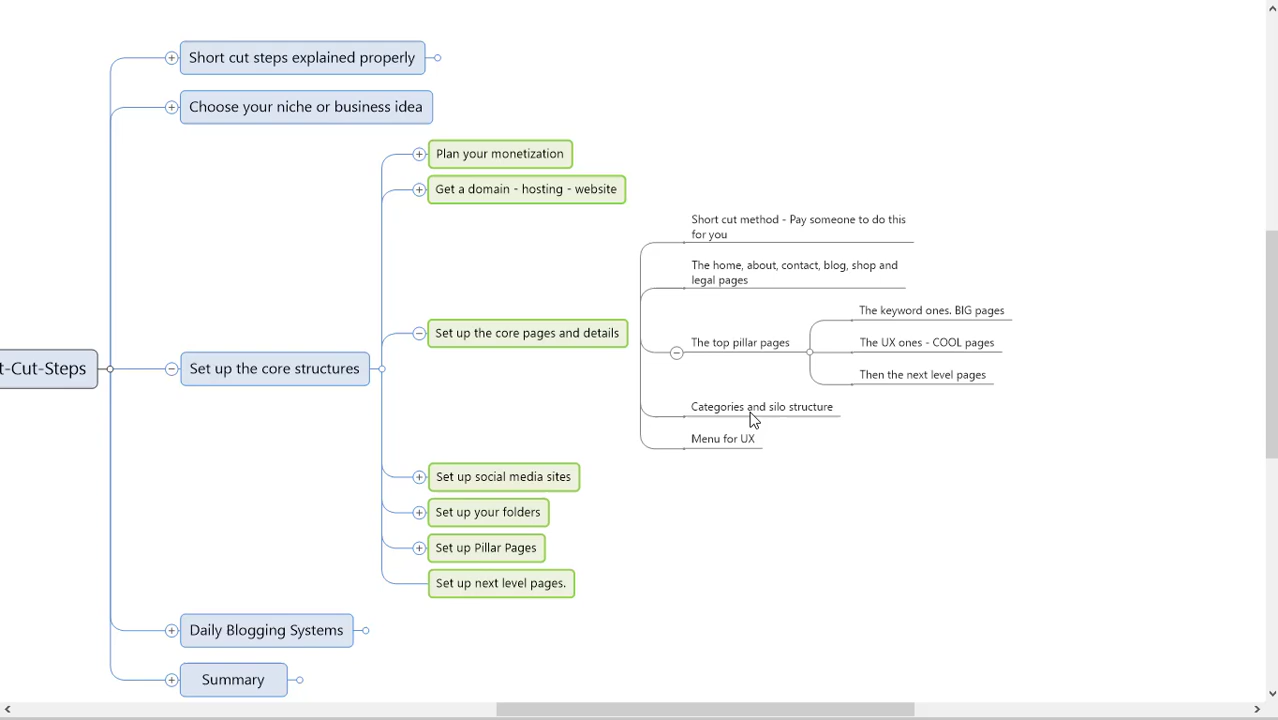 Short cut steps explained properly
Choose your niche or business idea
Plan your monetization
Get a domain - hosting - website
Short cut method - Pay someone to do this
for you
The home, about, contact, blog, shop and
legal pages
The keyword ones. BIG pages
Set up the core pages and details
The top pillar pages
The UX ones - COOL pages
t-Cut-Steps
Set up the core structures
Then the next level pages
Categories and silo structure
Menu for UX
Set up social media sites
Set up your folders
Set up Pillar Pages
Set up next level pages.
Daily Blogging Systems
Summary